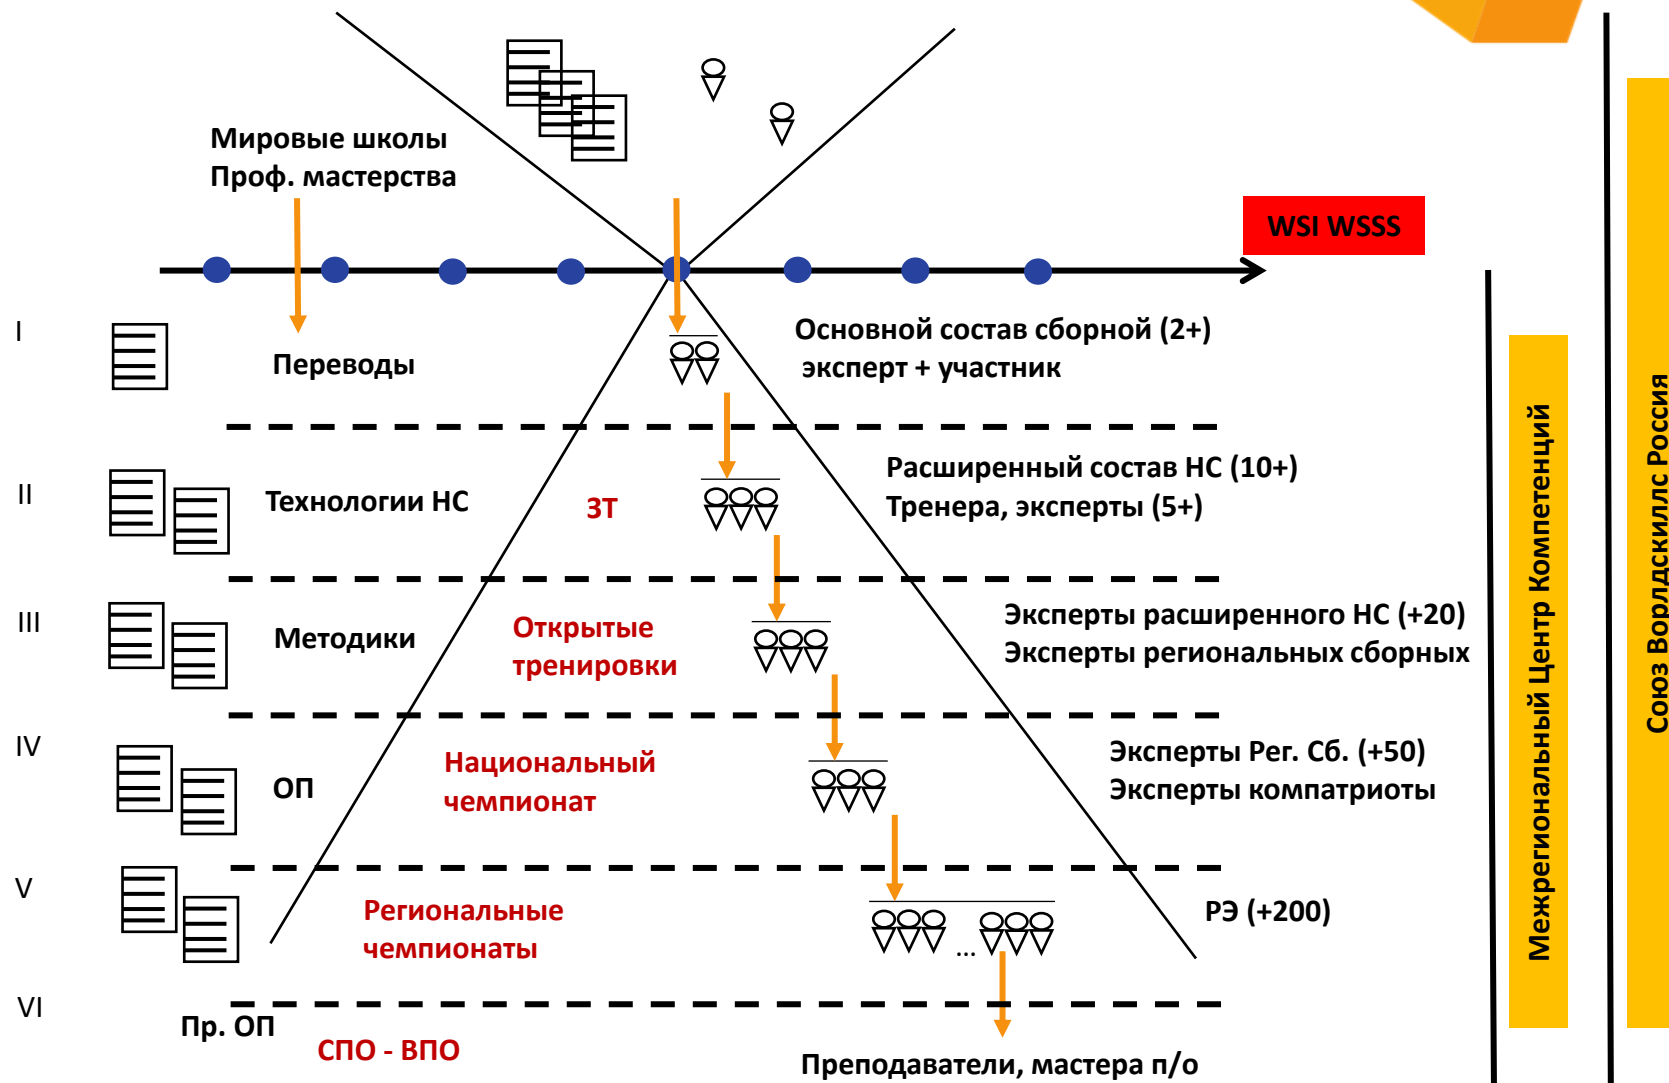 Мировые школы
Проф. мастерства
WSI WSSS
I
Переводы
Основной состав сборной (2+)
эксперт + участник
II
Технологии НС
ЗТ
Расширенный состав НС (10+)
Тренера, эксперты (5+)
III
Методики
Открытые
тренировки
Эксперты расширенного НС (+20)
Эксперты региональных сборных
IV
ОП
Национальный
чемпионат
Эксперты Рег. Сб. (+50)
Эксперты компатриоты
V
Региональные
чемпионаты
...
РЭ (+200)
VI
Пр. ОП
СПО - ВПО
Преподаватели, мастера п/о
Межрегиональный Центр Компетенций
Союз Ворлдскиллс Россия